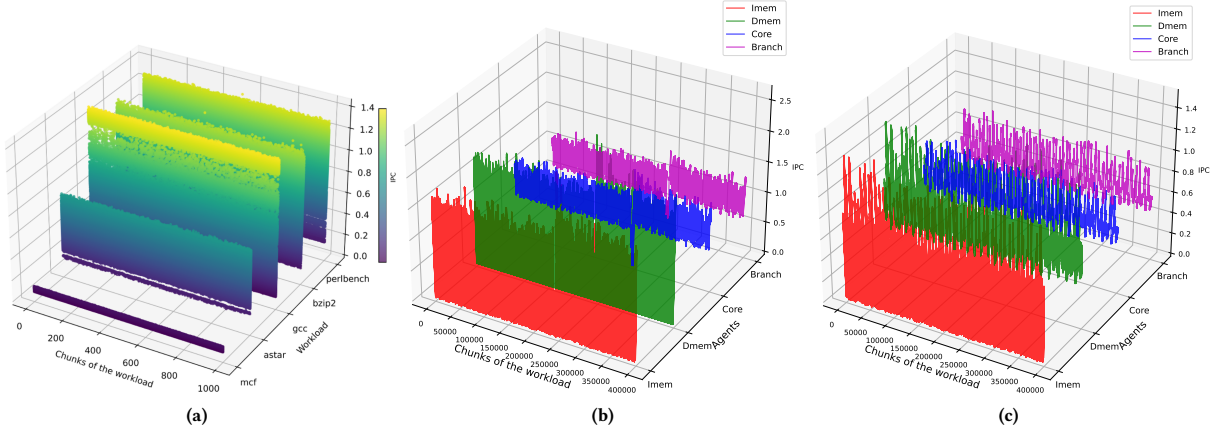 1.4
1.2
1.0
0.8
0.6
0.4
0.2
0.0
IPC
perlbench
bzip2
gcc
astar
mcf
Workload
0
200
400
600
800
1000
Chunks of the workload
(a)
Imem
Dmem
Core
Branch
2.5
2.0
1.5
1.0
0.5
0.0
IPC
Branch
Core
Dmem
Imem
Agents
0
50000
100000
150000
200000
250000
300000
350000
400000
Chunks of the workload
(b)
Imem
Dmem
Core
Branch
1.4
1.2
1.0
0.8
0.6
0.4
0.2
0.0
IPC
Branch
Core
Dmem
Imem
Agents
0
50000
100000
150000
200000
250000
300000
350000
400000
Chunks of the workload
(c)